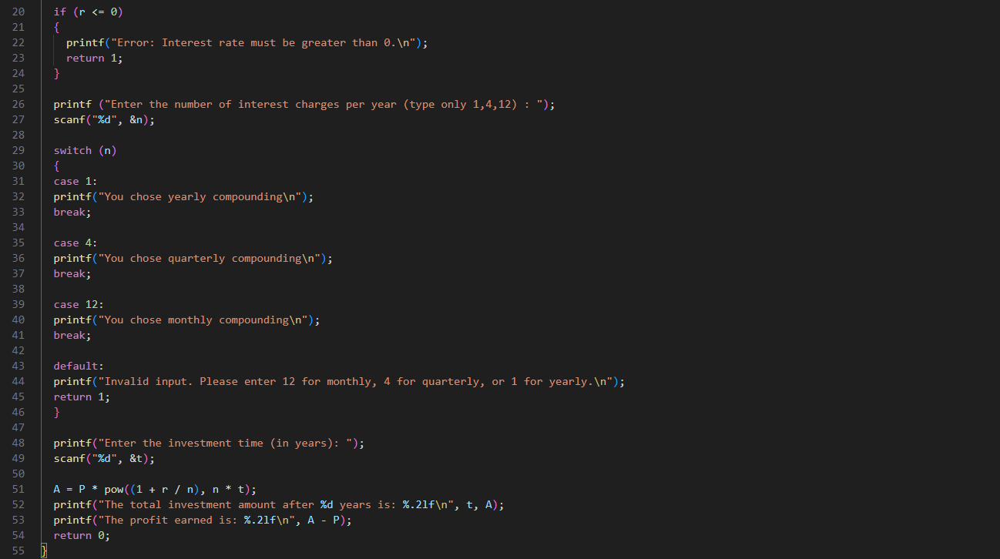 20 if (r <= 0)
21 {
22 printf("Error: Interest rate must be greater than 0.\n");
23 return 1;
24 }
25
26 printf ("Enter the number of interest charges per year (type only 1,4,12) : ");
27 scanf("%d", &n);
28
29 switch (n)
30 {
31 case 1:
32 printf("You chose yearly compounding\n");
33 break;
34
35 case 4:
36 printf("You chose quarterly compounding\n");
37 break;
38
39 case 12:
40 printf("You chose monthly compounding\n");
41 break;
42
43 default:
44 printf("Invalid input. Please enter 12 for monthly, 4 for quarterly, or 1 for yearly.\n");
45 return 1;
46 }
47
48 printf("Enter the investment time (in years): ");
49 scanf("%d", &t);
50
51 A = P * pow((1 + r / n), n * t);
52 printf("The total investment amount after %d years is: %.2lf\n", t, A);
53 printf("The profit earned is: %.2lf\n", A - P);
54 return 0;
55 }